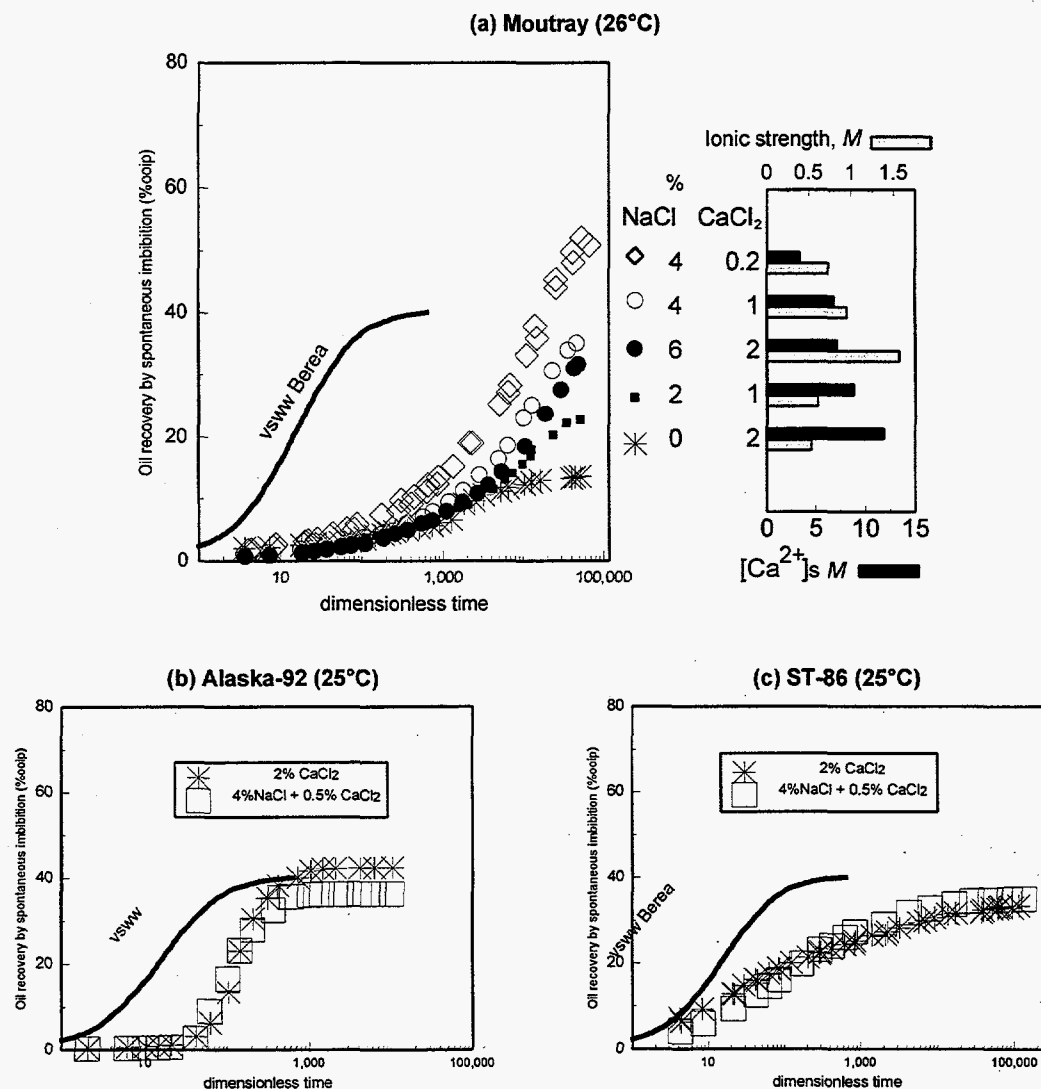 (a) Moutray (26°C)
Oil recovery by spontaneous imbibition (%ooip)
80
60
40
20
0
vsww Berea
10
1,000
100,000
dimensionless time
Ionic strength, M
0 0.5 1 1.5
%
NaCl CaCl₂
4 0.2
4 1
6 2
2 1
0 2
0 5 10 15
[Ca²⁺]s M
(b) Alaska-92 (25°C)
Oil recovery by spontaneous imbibition (%ooip)
80
60
40
20
0
vsww
2% CaCl₂
4%NaCl + 0.5% CaCl₂
10
1,000
100,000
dimensionless time
(c) ST-86 (25°C)
Oil recovery by spontaneous imbibition (%ooip)
80
60
40
20
0
vsww Berea
2% CaCl₂
4%NaCl + 0.5% CaCl₂
10
1,000
100,000
dimensionless time